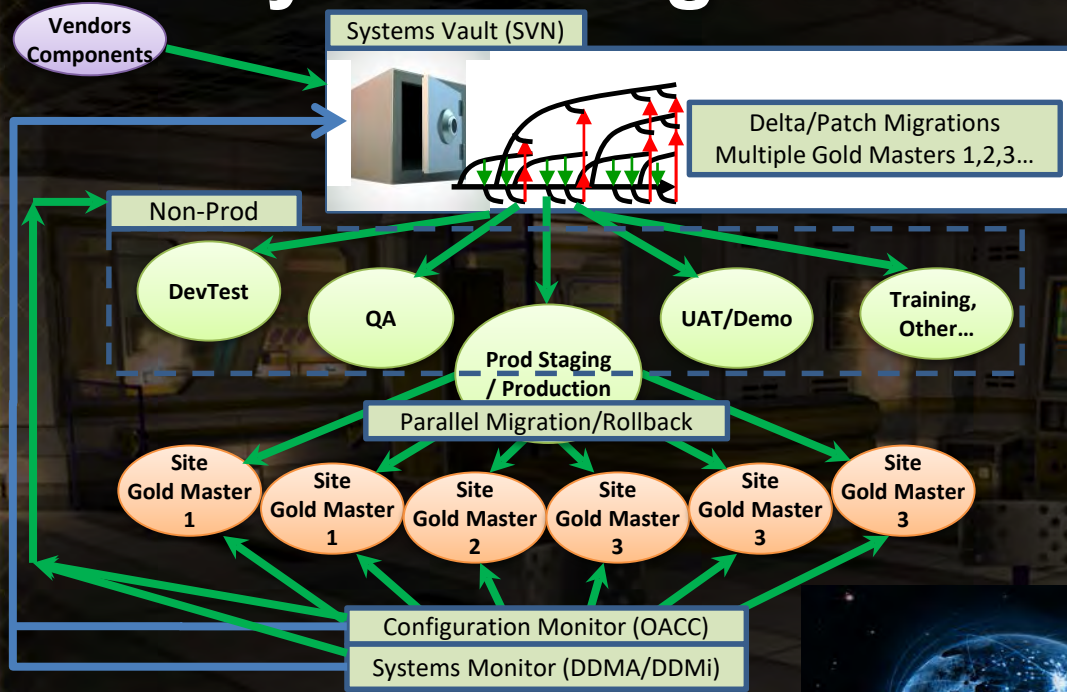 Vendors
Components
Systems Vault (SVN)
Delta/Patch Migrations
Multiple Gold Masters 1,2,3…
Non-Prod
DevTest
QA
Prod Staging
/ Production
UAT/Demo
Training,
Other…
Parallel Migration/Rollback
Site
Gold Master
1
Site
Gold Master
1
Site
Gold Master
2
Site
Gold Master
3
Site
Gold Master
3
Site
Gold Master
3
Configuration Monitor (OACC)
Systems Monitor (DDMA/DDMi)